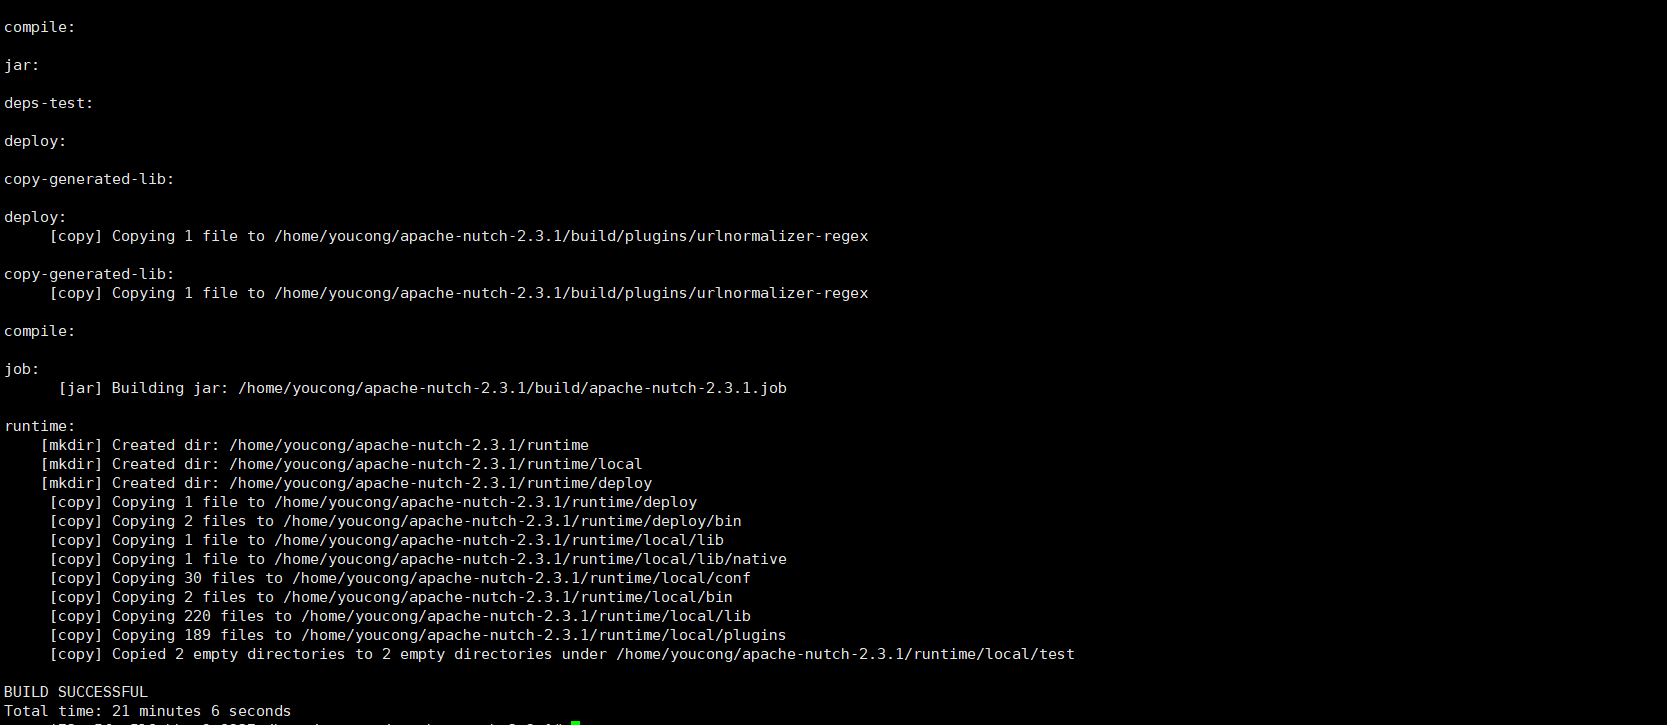 compile:
jar:
deps-test:
deploy:
copy-generated-lib:
deploy:
[copy] Copying 1 file to /home/youcong/apache-nutch-2.3.1/build/plugins/urlnormalizer-regex
copy-generated-lib:
[copy] Copying 1 file to /home/youcong/apache-nutch-2.3.1/build/plugins/urlnormalizer-regex
compile:
job:
[jar] Building jar: /home/youcong/apache-nutch-2.3.1/build/apache-nutch-2.3.1.job
runtime:
[mkdir] Created dir: /home/youcong/apache-nutch-2.3.1/runtime
[mkdir] Created dir: /home/youcong/apache-nutch-2.3.1/runtime/local
[mkdir] Created dir: /home/youcong/apache-nutch-2.3.1/runtime/deploy
[copy] Copying 1 file to /home/youcong/apache-nutch-2.3.1/runtime/deploy
[copy] Copying 2 files to /home/youcong/apache-nutch-2.3.1/runtime/deploy/bin
[copy] Copying 1 file to /home/youcong/apache-nutch-2.3.1/runtime/local/lib
[copy] Copying 1 file to /home/youcong/apache-nutch-2.3.1/runtime/local/lib/native
[copy] Copying 30 files to /home/youcong/apache-nutch-2.3.1/runtime/local/conf
[copy] Copying 2 files to /home/youcong/apache-nutch-2.3.1/runtime/local/bin
[copy] Copying 220 files to /home/youcong/apache-nutch-2.3.1/runtime/local/lib
[copy] Copying 189 files to /home/youcong/apache-nutch-2.3.1/runtime/local/plugins
[copy] Copied 2 empty directories to 2 empty directories under /home/youcong/apache-nutch-2.3.1/runtime/local/test
BUILD SUCCESSFUL
Total time: 21 minutes 6 seconds